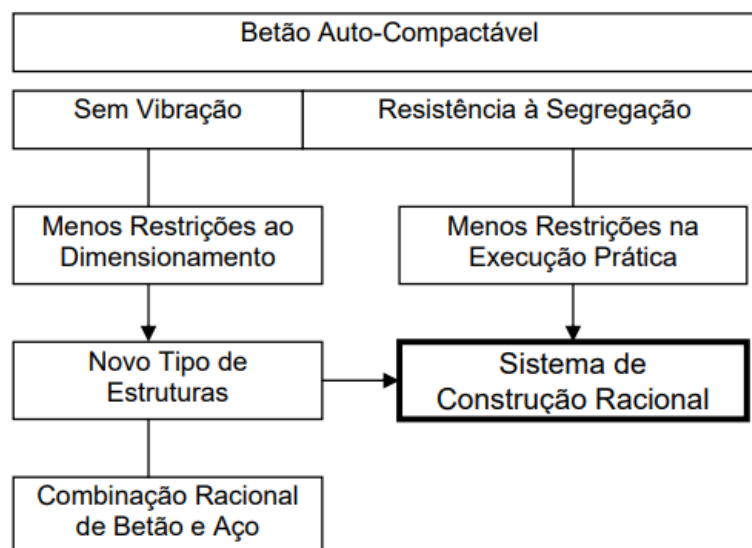 Betão Auto-Compactável
Sem Vibração
Resistência à Segregação
Menos Restrições ao
Dimensionamento
Menos Restrições na
Execução Prática
Novo Tipo de
Estruturas
Sistema de
Construção Racional
Combinação Racional
de Betão e Aço